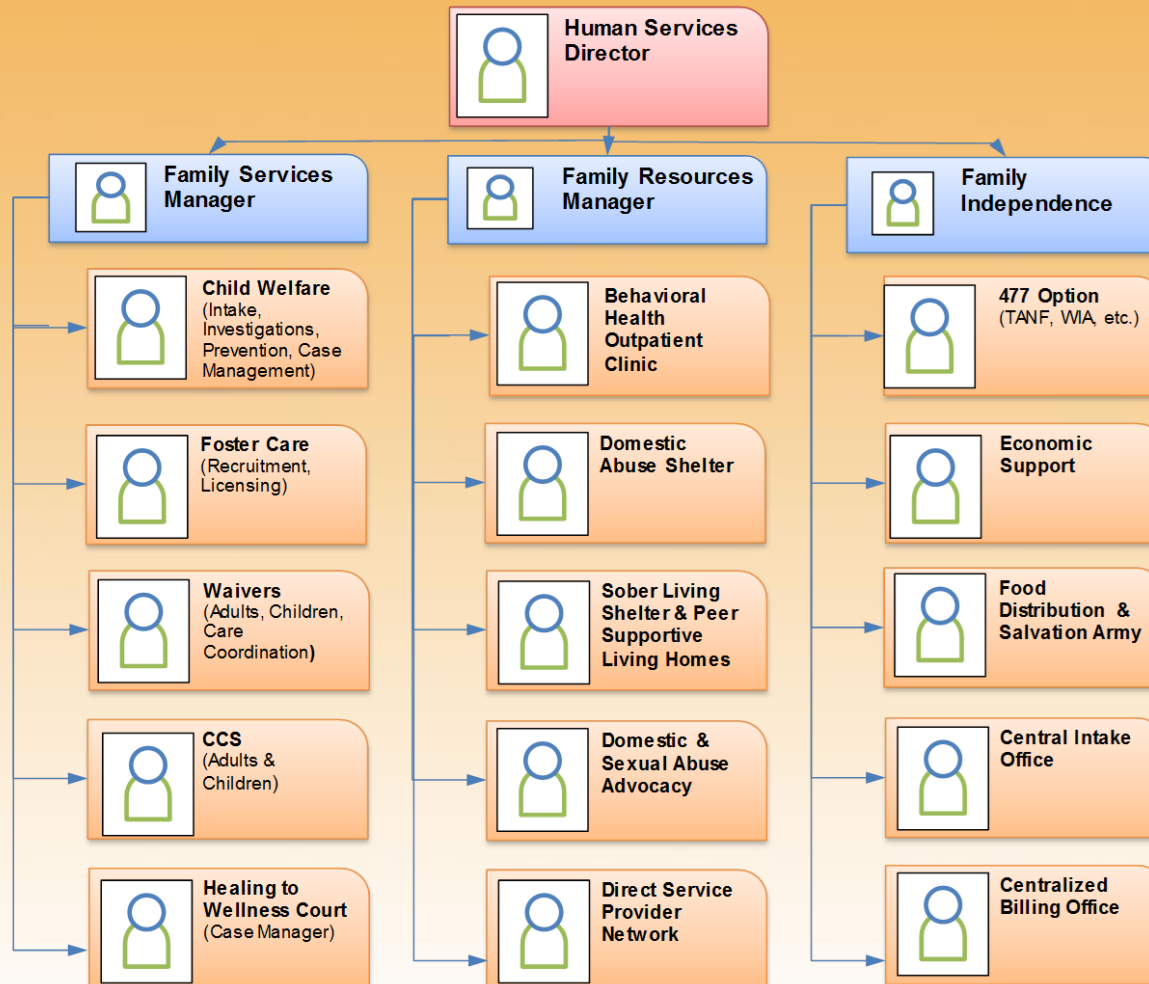 Human Services
Director
Family Services
Manager
Family Resources
Manager
Family
Independence
Child Welfare
(Intake,
Investigations,
Prevention, Case
Management)
Foster Care
(Recruitment,
Licensing)
Waivers
(Adults, Children,
Care
Coordination)
CCS
(Adults &
Children)
Healing to
Wellness Court
(Case Manager)
Behavioral
Health
Outpatient
Clinic
Domestic
Abuse Shelter
Sober Living
Shelter & Peer
Supportive
Living Homes
Domestic &
Sexual Abuse
Advocacy
Direct Service
Provider
Network
477 Option
(TANF, WIA, etc.)
Economic
Support
Food
Distribution &
Salvation Army
Central Intake
Office
Centralized
Billing Office